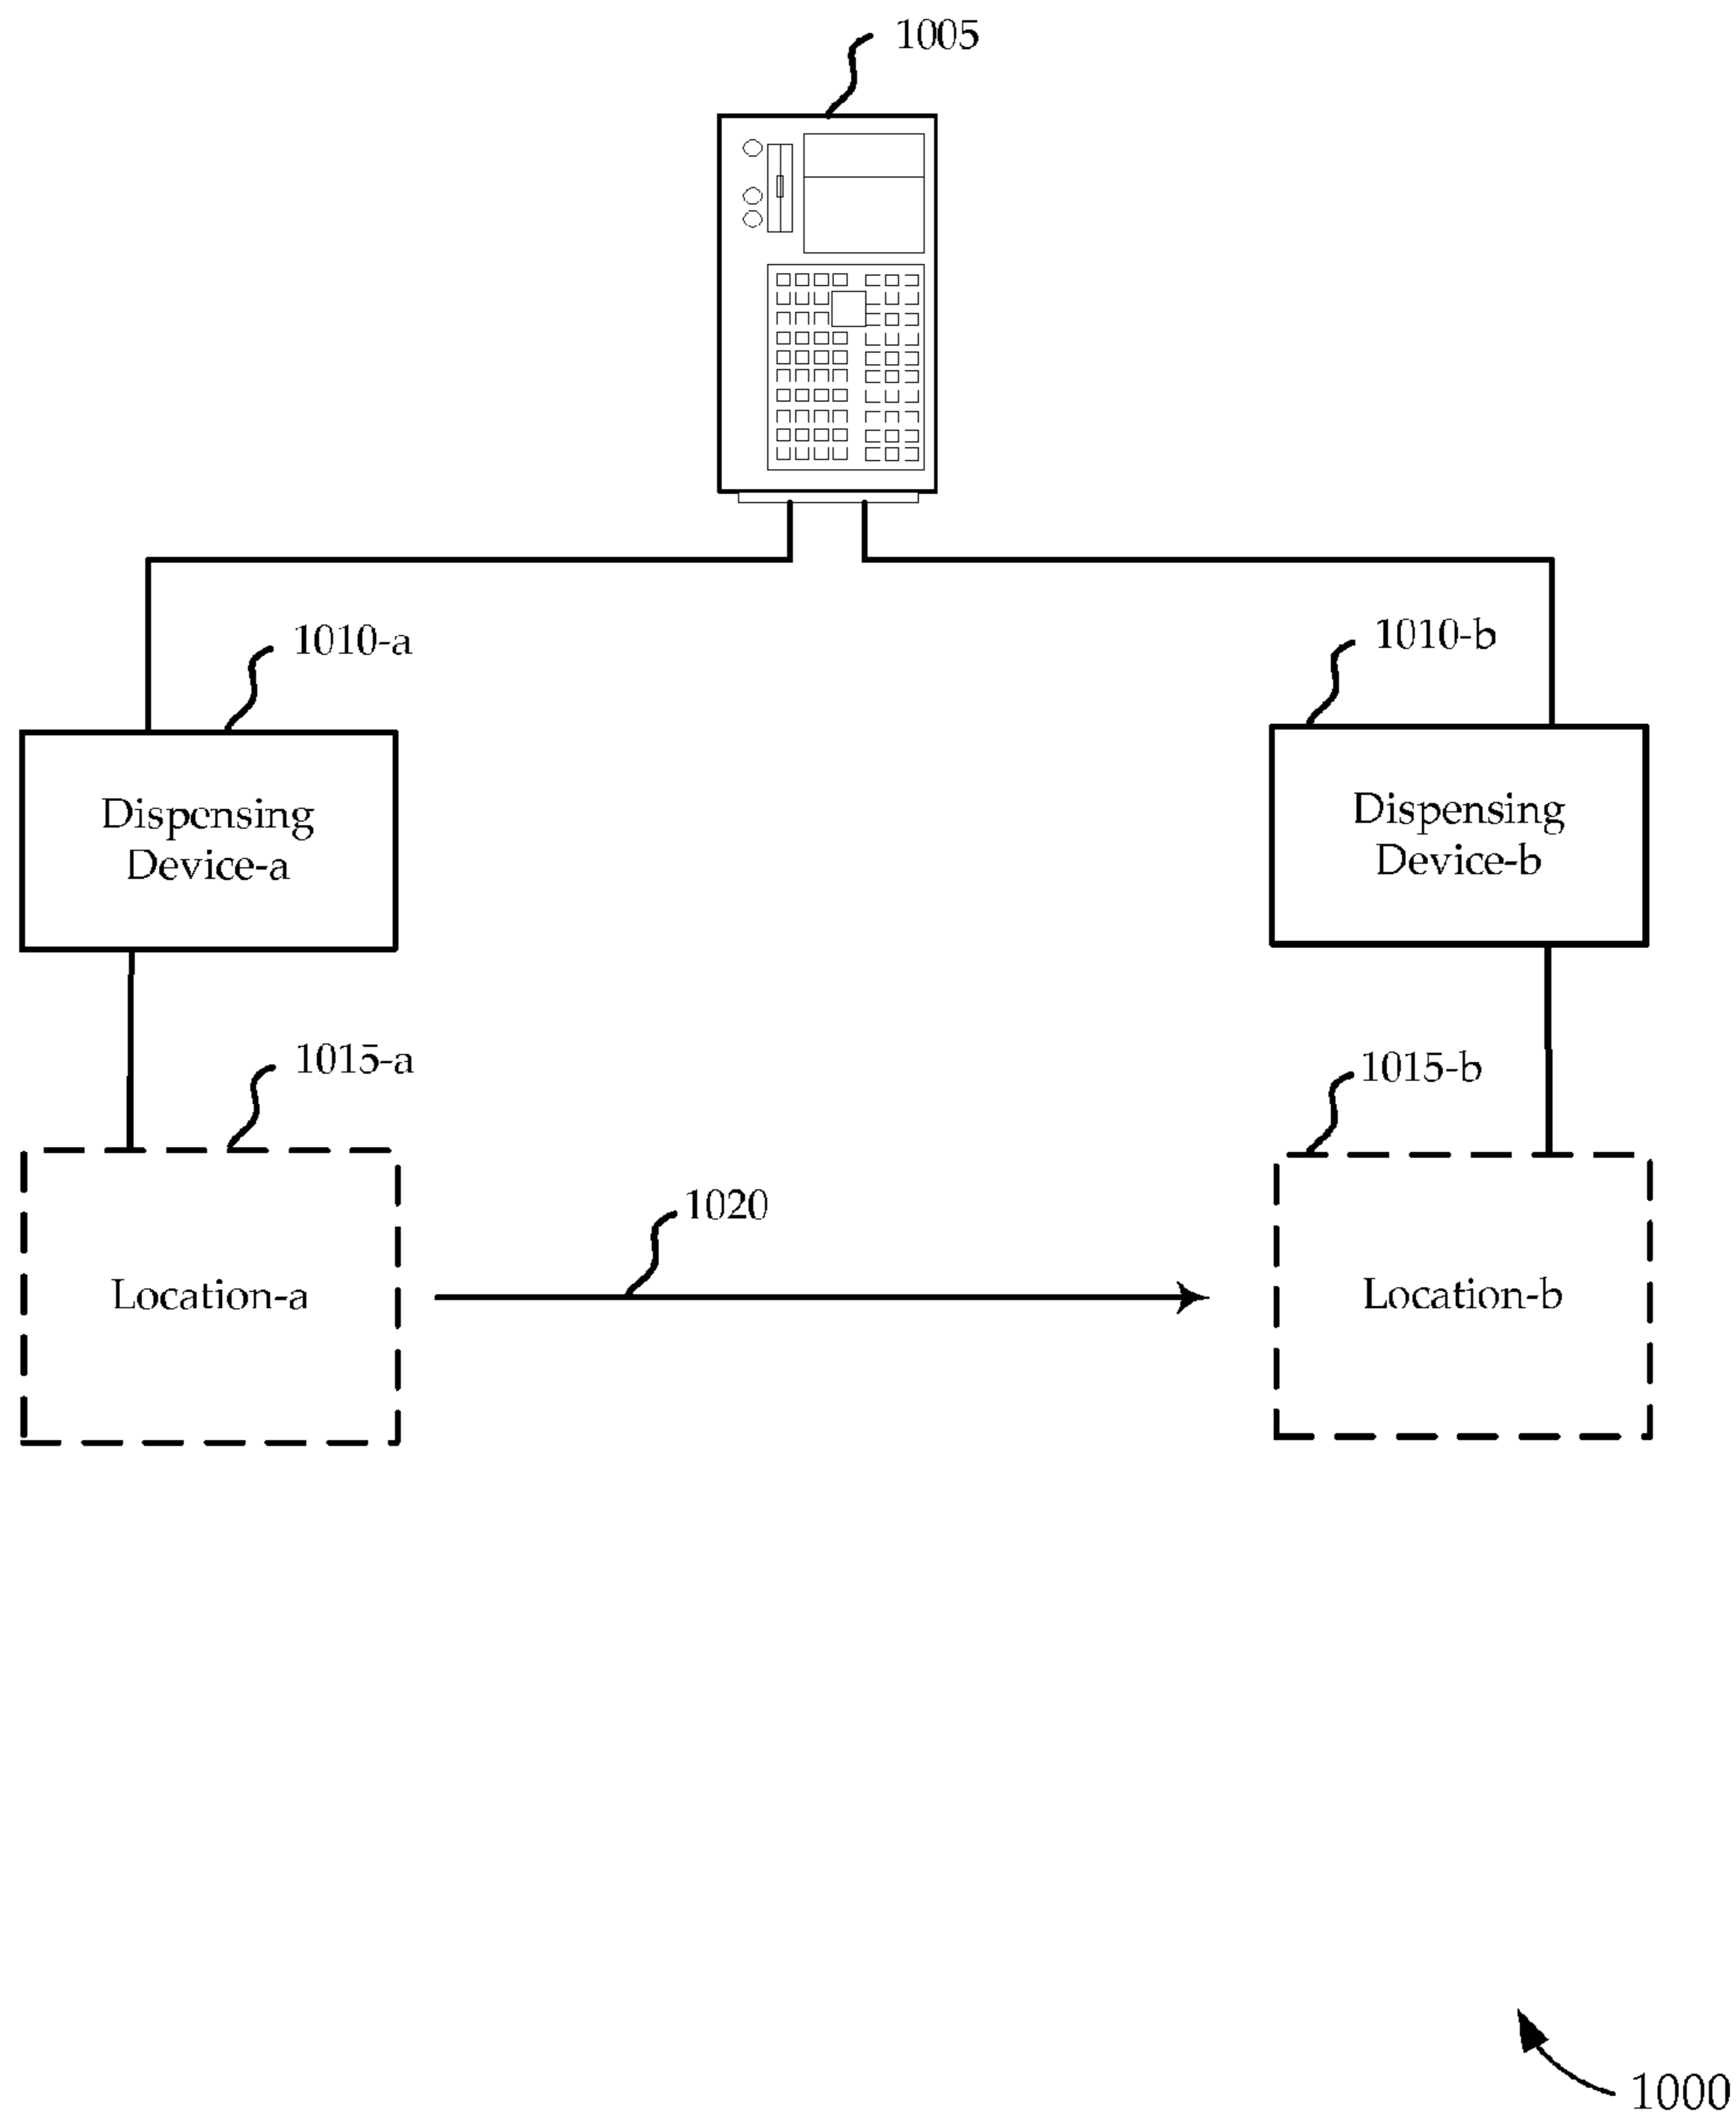 1005
1010-a
1010-b
Dispensing
Device-a
Dispensing
Device-b
1015-a
1015-b
1020
Location-a
Location-b
1000